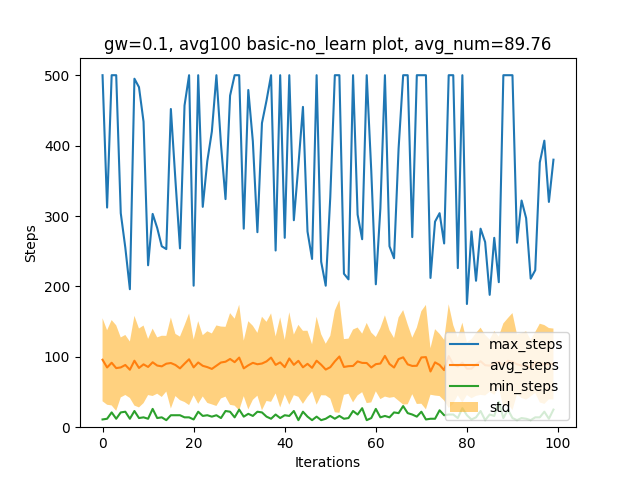 gw=0.1, avg100 basic-no_learn plot, avg_num=89.76
500
400
300
200
100
0
Steps
0
20
40
60
80
100
Iterations
max_steps
avg_steps
min_steps
std